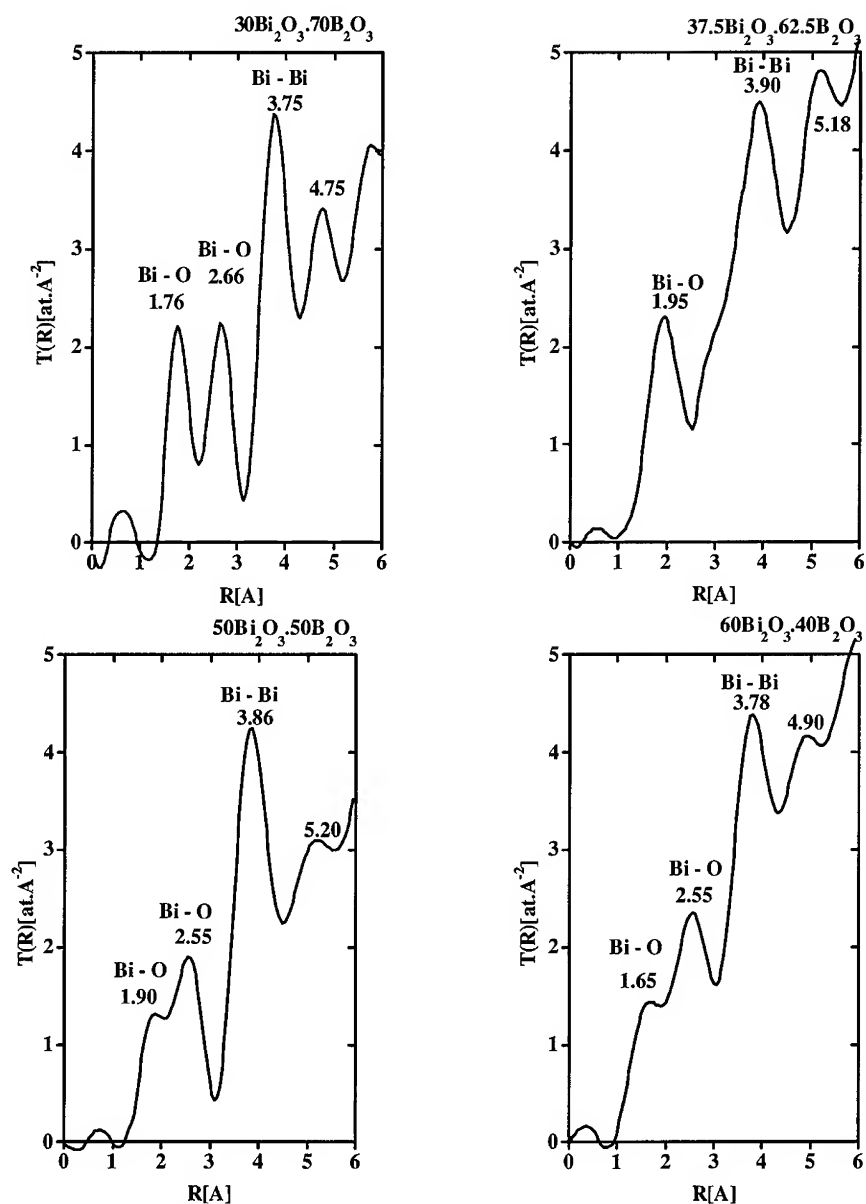 30Bi₂O₃.70B₂O₃
5
4
3
2
1
0
T(R)[at.A⁻²]
Bi - O
1.76
Bi - O
2.66
Bi - Bi
3.75
4.75
0 1 2 3 4 5 6
R[A]
37.5Bi₂O₃.62.5B₂O₃
5
4
3
2
1
0
T(R)[at.A⁻²]
Bi - O
1.95
Bi - Bi
3.90
5.18
0 1 2 3 4 5 6
R[A]
50Bi₂O₃.50B₂O₃
5
4
3
2
1
0
T(R)[at.A⁻²]
Bi - O
1.90
Bi - O
2.55
Bi - Bi
3.86
5.20
0 1 2 3 4 5 6
R[A]
60Bi₂O₃.40B₂O₃
5
4
3
2
1
0
T(R)[at.A⁻²]
Bi - O
1.65
Bi - O
2.55
Bi - Bi
3.78
4.90
0 1 2 3 4 5 6
R[A]